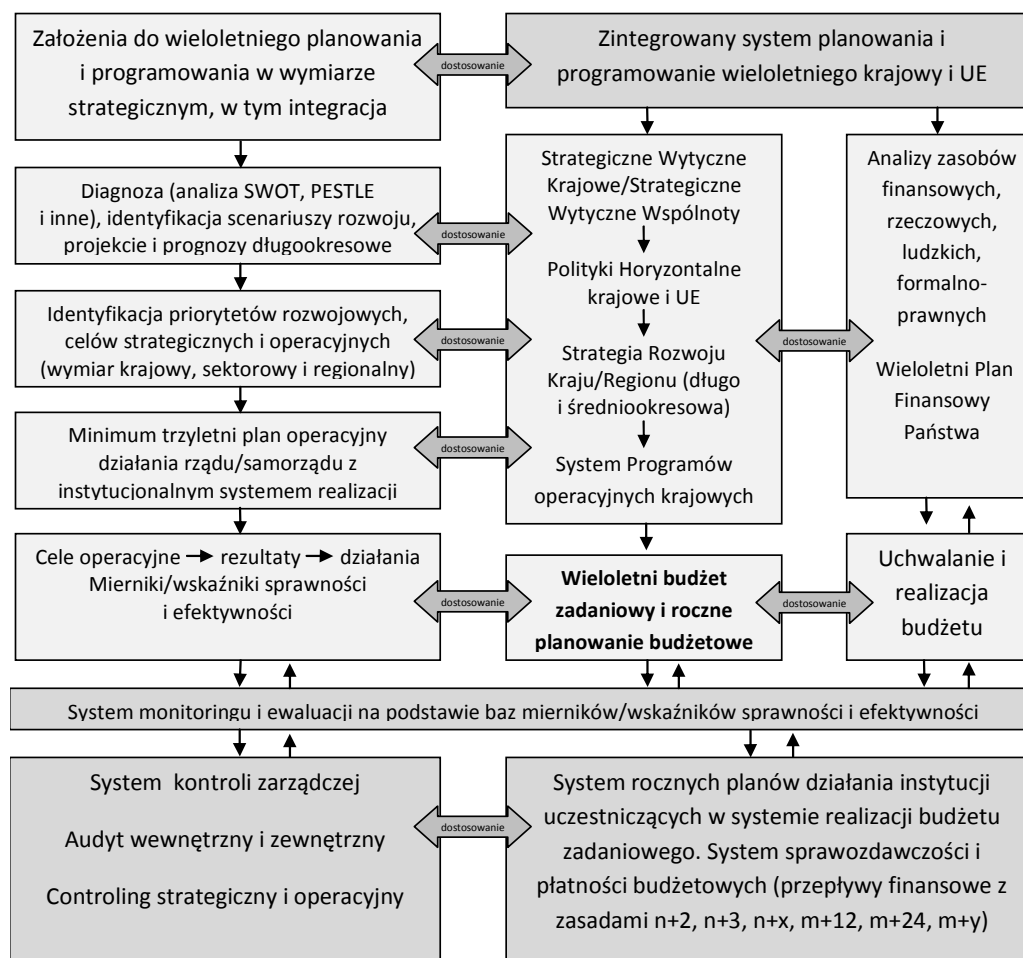 Założenia do wieloletniego planowania
i programowania w wymiarze
strategicznym, w tym integracja
dostosowanie
Zintegrowany system planowania i
programowanie wieloletniego krajowy i UE
Diagnoza (analiza SWOT, PESTLE
i inne), identyfikacja scenariuszy rozwoju,
projekcie i prognozy długookresowe
dostosowanie
Strategiczne Wytyczne
Krajowe/Strategiczne
Wytyczne Wspólnoty
Polityki Horyzontalne
krajowe i UE
Strategia Rozwoju
Kraju/Regionu (długo
i średniookresowa)
System Programów
operacyjnych krajowych
dostosowanie
Analizy zasobów
finansowych,
rzeczowych,
ludzkich,
formalno-
prawnych
Wieloletni Plan
Finansowy
Państwa
Identyfikacja priorytetów rozwojowych,
celów strategicznych i operacyjnych
(wymiar krajowy, sektorowy i regionalny)
dostosowanie
Minimum trzyletni plan operacyjny
działania rządu/samorządu z
instytucjonalnym systemem realizacji
dostosowanie
Cele operacyjne → rezultaty → działania
Mierniki/wskaźniki sprawności
i efektywności
dostosowanie
Wieloletni budżet
zadaniowy i roczne
planowanie budżetowe
dostosowanie
Uchwalanie i
realizacja
budżetu
System monitoringu i ewaluacji na podstawie baz mierników/wskaźników sprawności i efektywności
System kontroli zarządczej
Audyt wewnętrzny i zewnętrzny
Controling strategiczny i operacyjny
dostosowanie
System rocznych planów działania instytucji
uczestniczących w systemie realizacji budżetu
zadaniowego. System sprawozdawczości i
płatności budżetowych (przepływy finansowe z
zasadami n+2, n+3, n+x, m+12, m+24, m+y)